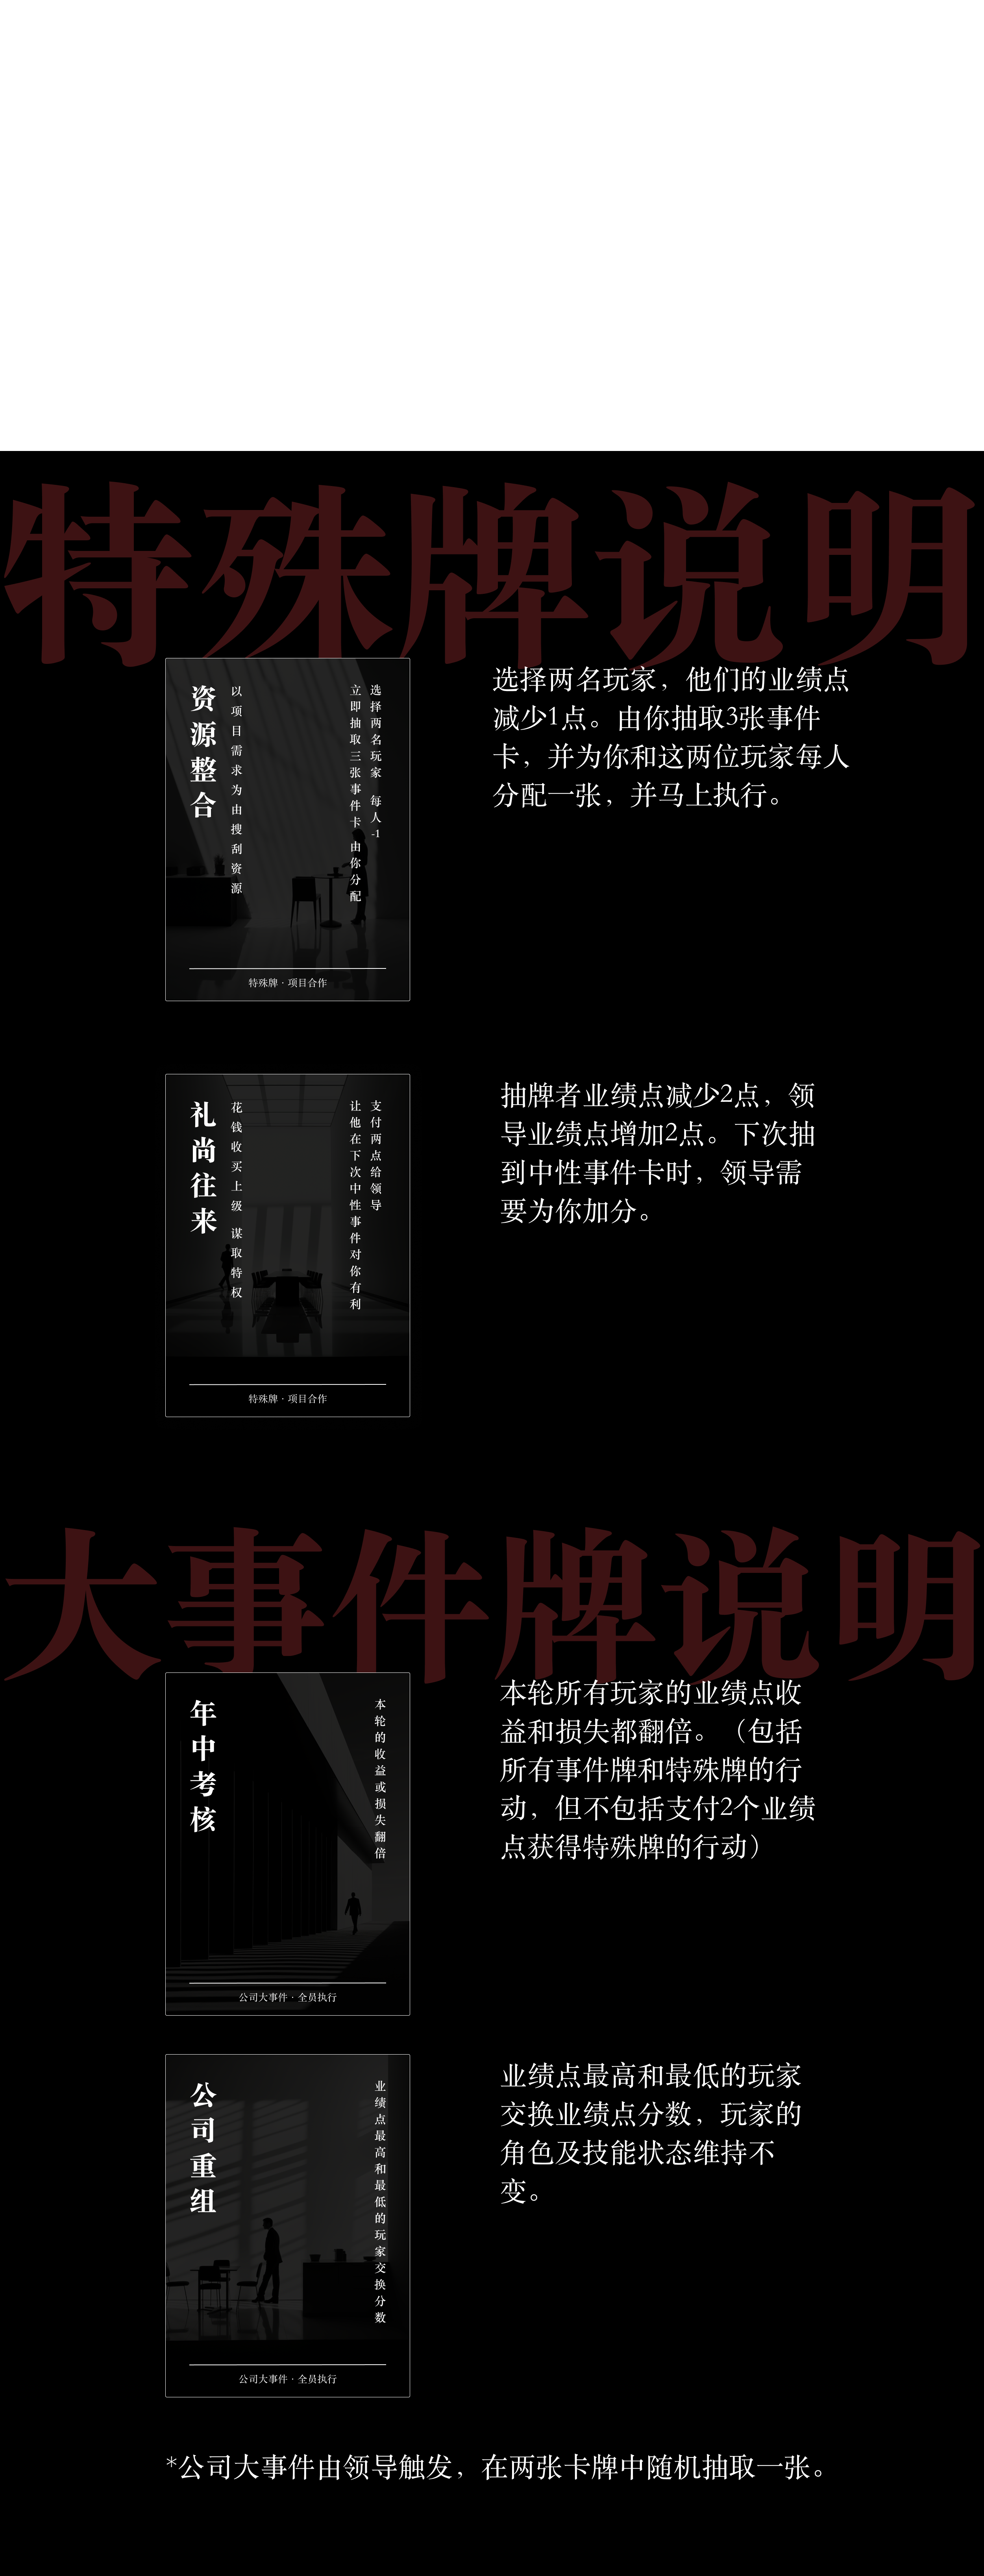 特殊牌说明
资源整合
以项目需求为由搜刮资源
选择两名玩家 每人-1
立即抽取三张事件卡 由你分配
特殊牌·项目合作
选择两名玩家，他们的业绩点
减少1点。由你抽取3张事件
卡，并为你和这两位玩家每人
分配一张，并马上执行。
礼尚往来
花钱收买上级 谋取特权
支付两点给领导
让他在下次中性事件对你有利
特殊牌·项目合作
抽牌者业绩点减少2点，领
导业绩点增加2点。下次抽
到中性事件卡时，领导需
要为你加分。
大事件牌说明
年中考核
本轮的收益或损失翻倍
公司大事件·全员执行
本轮所有玩家的业绩点收
益和损失都翻倍。（包括
所有事件牌和特殊牌的行
动，但不包括支付2个业绩
点获得特殊牌的行动）
公司重组
业绩点最高和最低的玩家交换分数
公司大事件·全员执行
业绩点最高和最低的玩家
交换业绩点分数，玩家的
角色及技能状态维持不
变。
*公司大事件由领导触发，在两张卡牌中随机抽取一张。